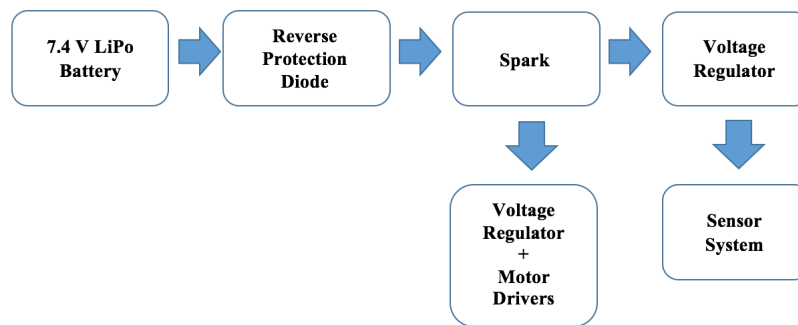 7.4 V LiPo
Battery
Reverse
Protection
Diode
Spark
Voltage
Regulator
Voltage
Regulator
+
Motor
Drivers
Sensor
System